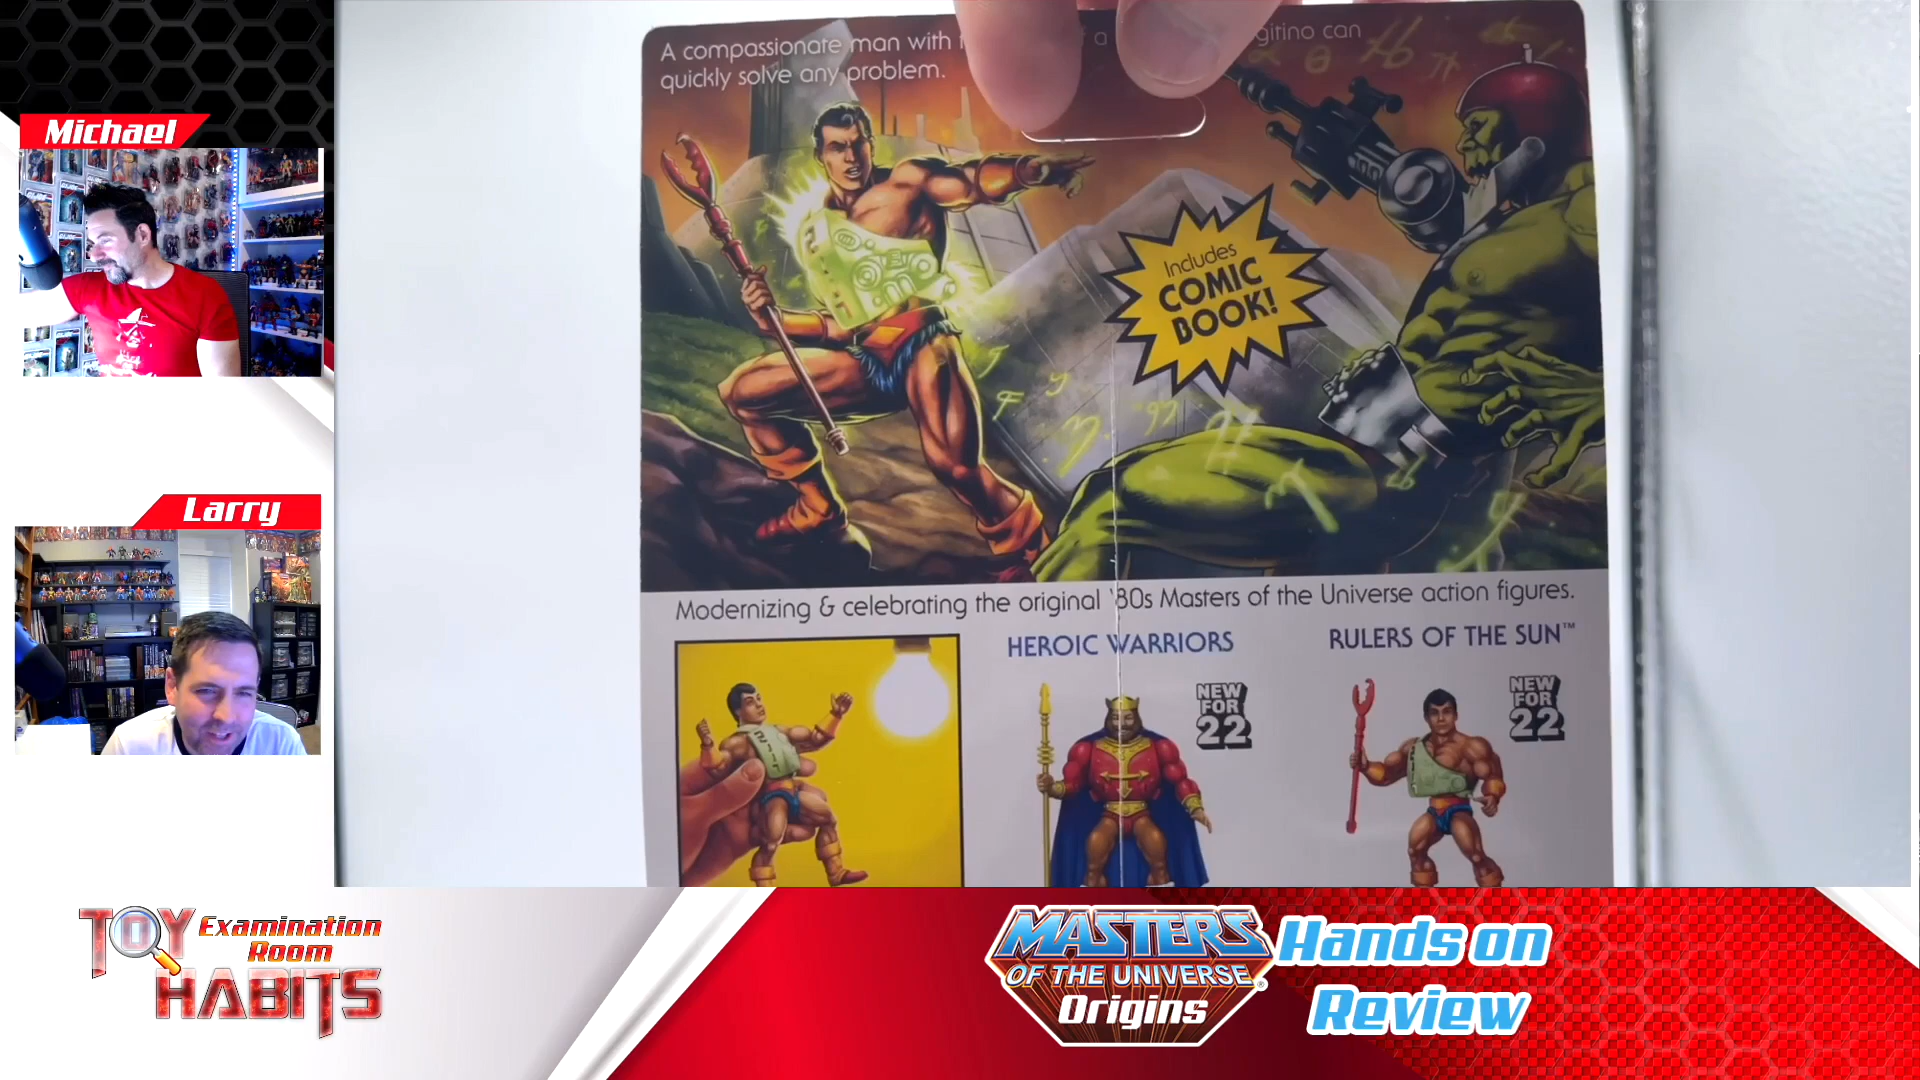 Michael
Larry
A compassionate man with a gitino can
quickly solve any problem.
Includes
COMIC
BOOK!
Modernizing & celebrating the original '80s Masters of the Universe action figures.
HEROIC WARRIORS
NEW
FOR
22
RULERS OF THE SUN™
NEW
FOR
22
TOY Examination
Room
HABITS
MASTERS
OF THE UNIVERSE®
Origins
Hands on
Review